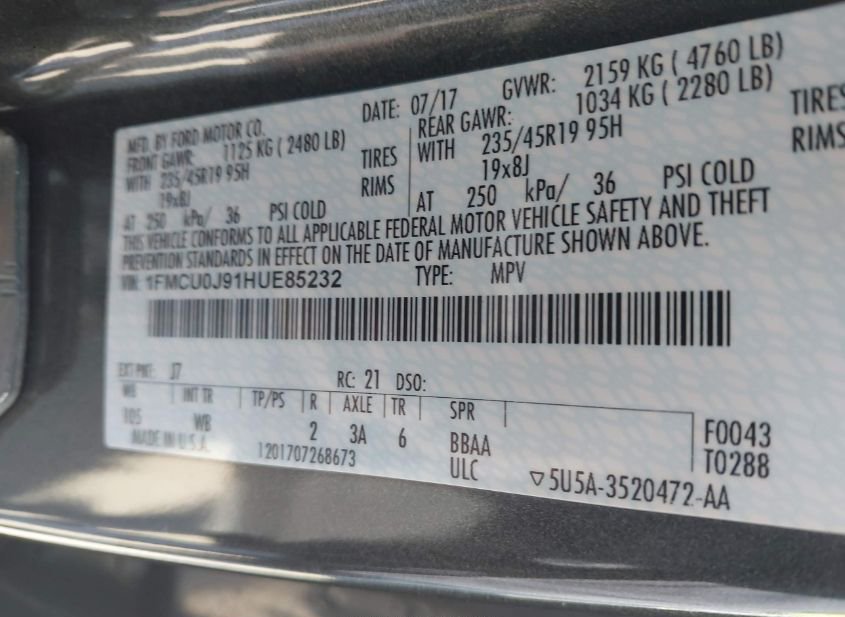 MFD. BY FORD MOTOR CO.
DATE: 07/17
GVWR: 2159 KG ( 4760 LB)
FRONT GAWR: 1125 KG ( 2480 LB)
REAR GAWR: 1034 KG ( 2280 LB)
WITH 235/45R19 95H TIRES
WITH 235/45R19 95H TIRES
19x8J RIMS
19x8J RIMS
AT 250 kPa/ 36 PSI COLD
AT 250 kPa/ 36 PSI COLD
THIS VEHICLE CONFORMS TO ALL APPLICABLE FEDERAL MOTOR VEHICLE SAFETY AND THEFT
PREVENTION STANDARDS IN EFFECT ON THE DATE OF MANUFACTURE SHOWN ABOVE.
VIN: 1FMCU0J91HUE85232 TYPE: MPV
EXT PNT: J7 RC: 21 DSO:
WB INT TR TP/PS R AXLE TR SPR
105 WB 2 3A 6 BBAA
F0043
MADE IN U.S.A. 1201707268673 ULC
T0288
▽5U5A-3520472-AA